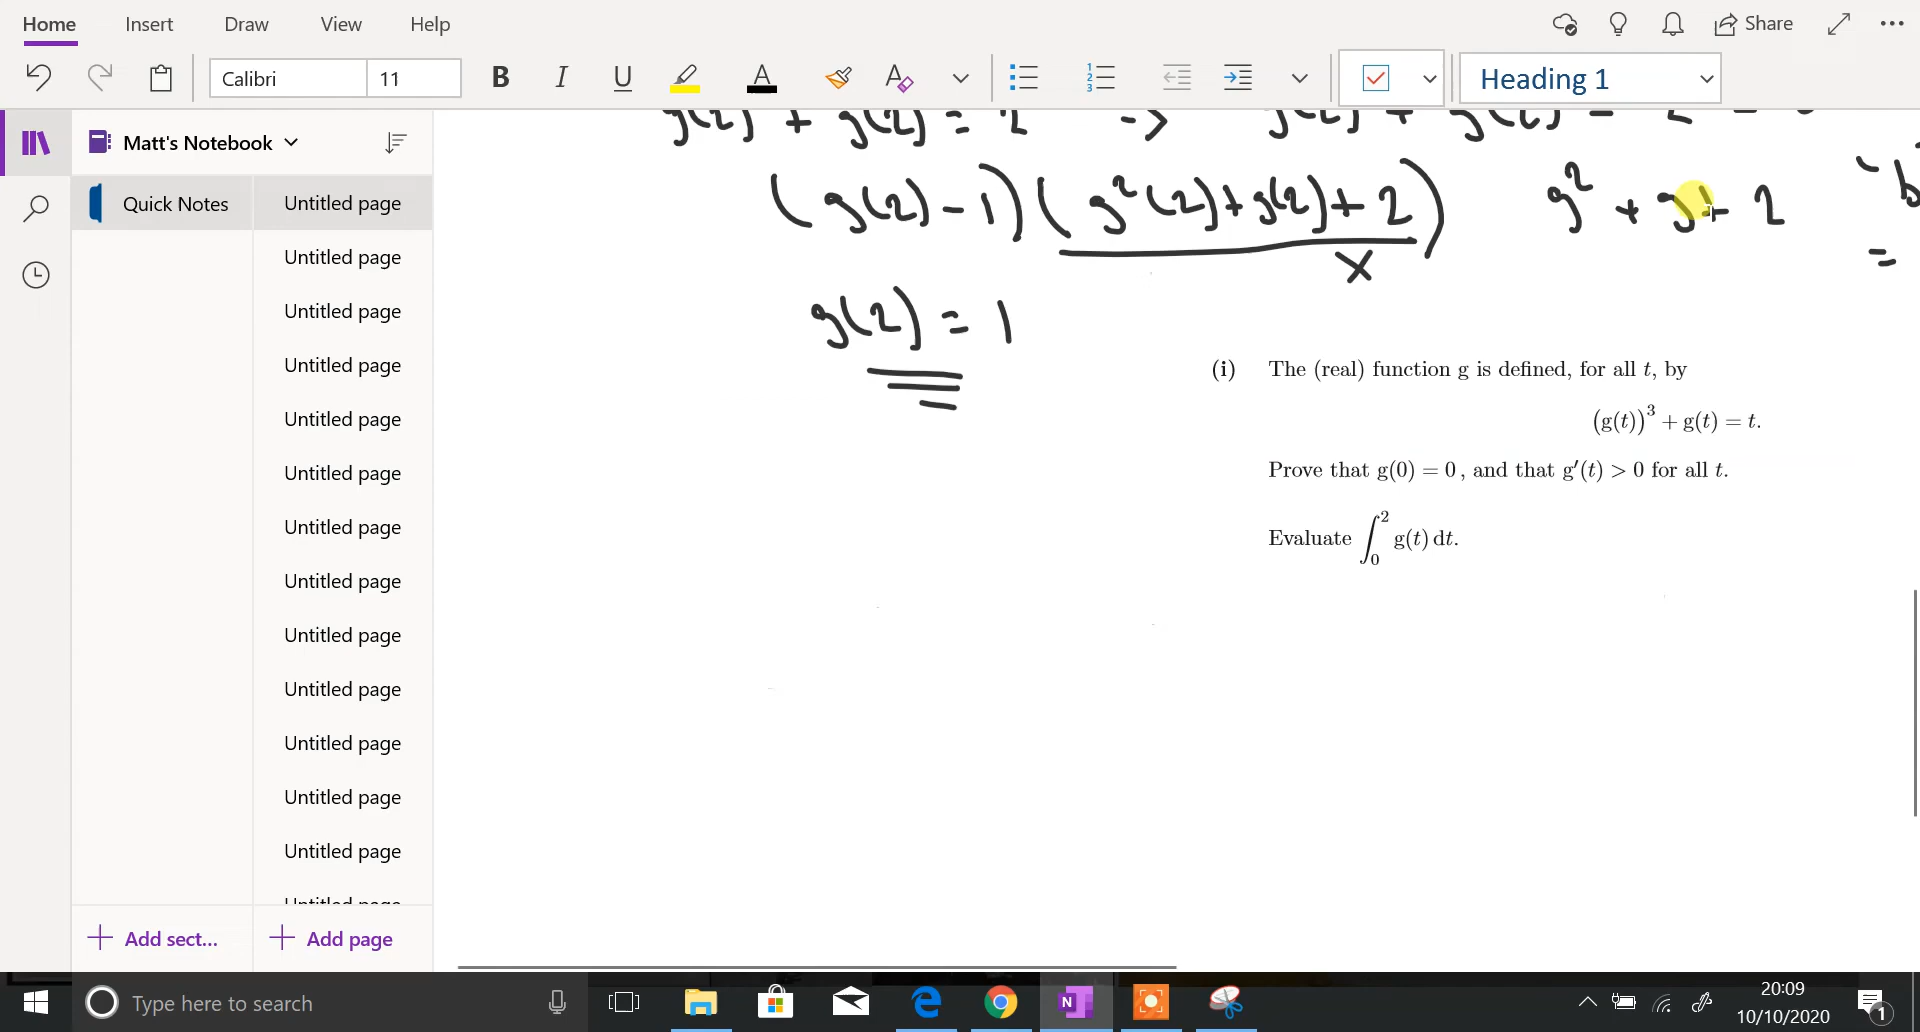 Home Insert Draw View Help Share
Calibri 11 B I U A A Heading 1
Matt's Notebook
Quick Notes
Untitled page
Untitled page
Untitled page
Untitled page
Untitled page
Untitled page
Untitled page
Untitled page
Untitled page
Untitled page
Untitled page
Untitled page
Untitled page
Add sect...
Add page
(g(2) - 1)(g²(2) + g(2) + 2) g² + g + 2
x
g(2) = 1
(i) The (real) function g is defined, for all t, by
(g(t))³ + g(t) = t.
Prove that g(0) = 0, and that g′(t) > 0 for all t.
Evaluate ∫₀² g(t) dt.
Type here to search
20:09
10/10/2020
1